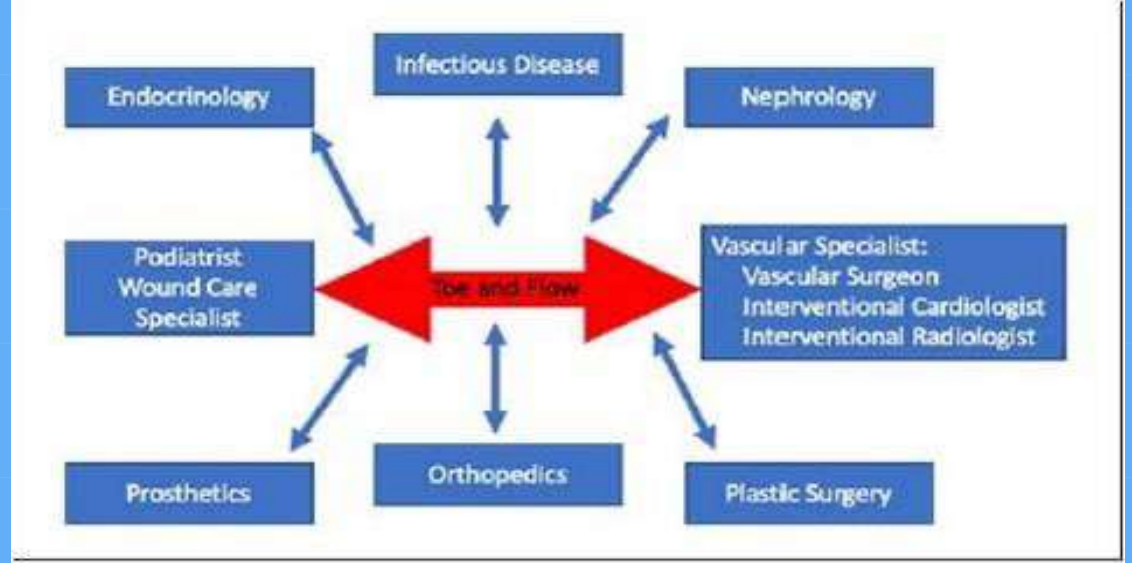 Infectious Disease
Endocrinology
Nephrology
Podiatrist
Wound Care
Specialist
Toe and Flow
Vascular Specialist:
Vascular Surgeon
Interventional Cardiologist
Interventional Radiologist
Prosthetics
Orthopedics
Plastic Surgery